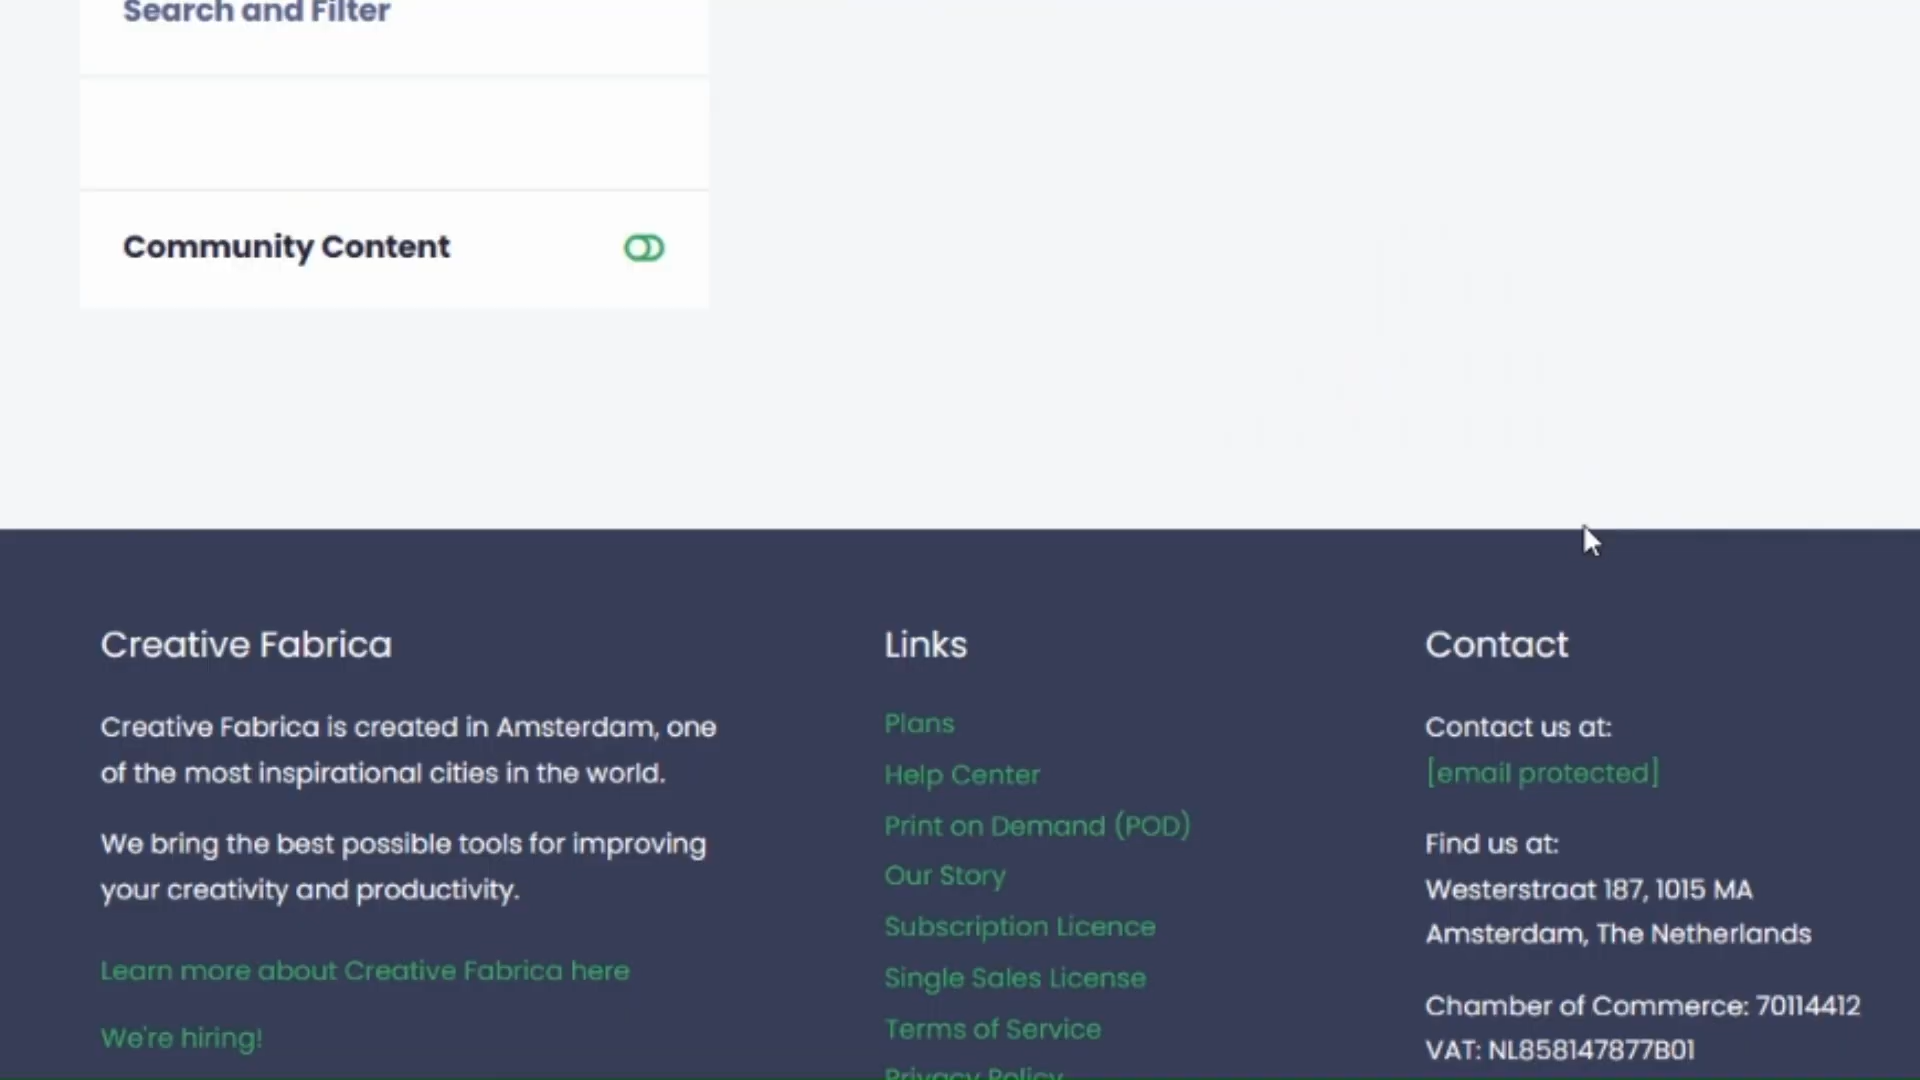 Search and Filter
Community Content
Creative Fabrica
Creative Fabrica is created in Amsterdam, one
of the most inspirational cities in the world.
We bring the best possible tools for improving
your creativity and productivity.
Learn more about Creative Fabrica here
We're hiring!
Links
Plans
Help Center
Print on Demand (POD)
Our Story
Subscription Licence
Single Sales License
Terms of Service
Privacy Policy
Contact
Contact us at:
[email protected]
Find us at:
Westerstraat 187, 1015 MA
Amsterdam, The Netherlands
Chamber of Commerce: 70114412
VAT: NL858147877B01